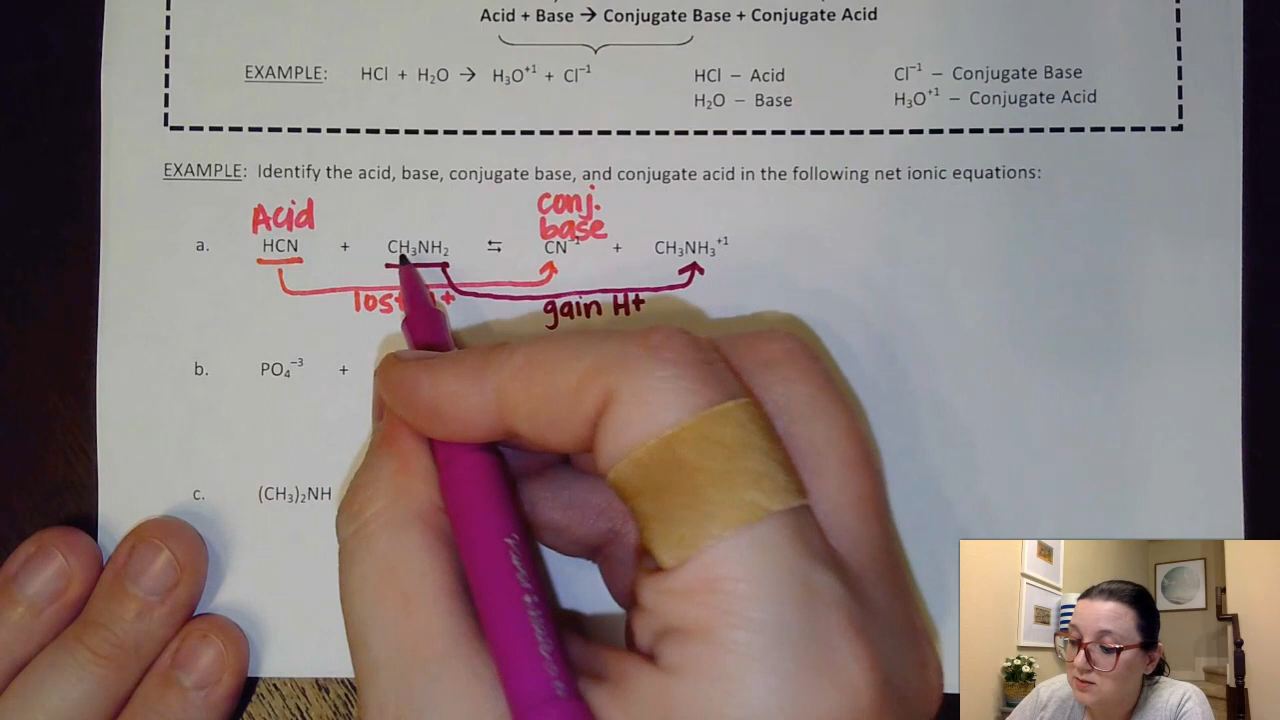 Acid + Base → Conjugate Base + Conjugate Acid
EXAMPLE: HCl + H₂O → H₃O⁺¹ + Cl⁻¹ HCl – Acid Cl⁻¹ – Conjugate Base
H₂O – Base H₃O⁺¹ – Conjugate Acid
EXAMPLE: Identify the acid, base, conjugate base, and conjugate acid in the following net ionic equations:
Acid conj.
base
a. HCN + CH₃NH₂ ⇆ CN⁻¹ + CH₃NH₃⁺¹
gain H+
b. PO₄⁻³ +
c. (CH₃)₂NH